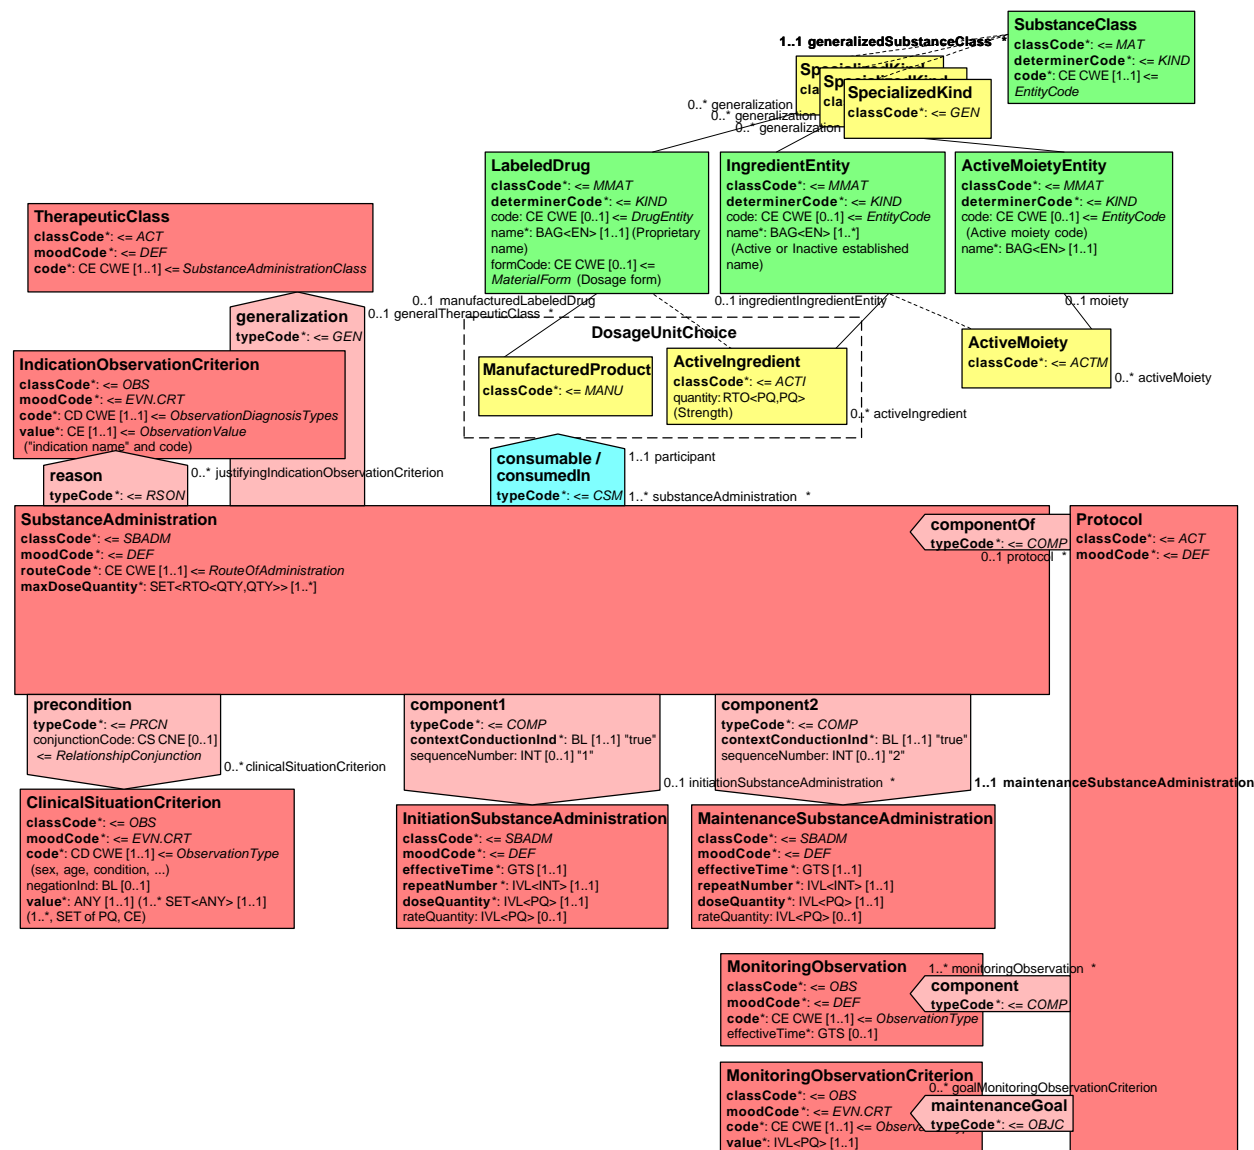 SubstanceClass
classCode*: <= MAT
determinerCode*: <= KIND
code*: CE CWE [1..1] <=
EntityCode
1..1 generalizedSubstanceClass *
SpecializedKind
cla
Sp
cla
SpecializedKind
classCode*: <= GEN
0..* generalization
0..* generalization
0..* generalization
LabeledDrug
classCode*: <= MMAT
determinerCode*: <= KIND
code: CE CWE [0..1] <= DrugEntity
name*: BAG<EN> [1..1] (Proprietary
name)
formCode: CE CWE [0..1] <=
MaterialForm (Dosage form)
IngredientEntity
classCode*: <= MMAT
determinerCode*: <= KIND
code: CE CWE [0..1] <= EntityCode
name*: BAG<EN> [1..*]
(Active or Inactive established
name)
ActiveMoietyEntity
classCode*: <= MMAT
determinerCode*: <= KIND
code: CE CWE [0..1] <= EntityCode
(Active moiety code)
name*: BAG<EN> [1..1]
TherapeuticClass
classCode*: <= ACT
moodCode*: <= DEF
code*: CE CWE [1..1] <= SubstanceAdministrationClass
0..1 manufacturedLabeledDrug
0..1 ingredientIngredientEntity
0..1 moiety
generalization
typeCode*: <= GEN
0..1 generalTherapeuticClass *
DosageUnitChoice
ManufacturedProduct
classCode*: <= MANU
ActiveIngredient
classCode*: <= ACTI
quantity: RTO<PQ,PQ>
(Strength)
0..* activeIngredient
ActiveMoiety
classCode*: <= ACTM
0..* activeMoiety
IndicationObservationCriterion
classCode*: <= OBS
moodCode*: <= EVN.CRT
code*: CD CWE [1..1] <= ObservationDiagnosisTypes
value*: CE [1..1] <= ObservationValue
("indication name" and code)
reason
typeCode*: <= RSON
0..* justifyingIndicationObservationCriterion
consumable /
consumedIn
typeCode*: <= CSM
1..1 participant
1..* substanceAdministration *
SubstanceAdministration
classCode*: <= SBADM
moodCode*: <= DEF
routeCode*: CE CWE [1..1] <= RouteOfAdministration
maxDoseQuantity*: SET<RTO<QTY,QTY>> [1..*]
componentOf
typeCode*: <= COMP
0..1 protocol *
Protocol
classCode*: <= ACT
moodCode*: <= DEF
precondition
typeCode*: <= PRCN
conjunctionCode: CS CNE [0..1]
<= RelationshipConjunction
0..* clinicalSituationCriterion
component1
typeCode*: <= COMP
contextConductionInd*: BL [1..1] "true"
sequenceNumber: INT [0..1] "1"
0..1 initiationSubstanceAdministration *
component2
typeCode*: <= COMP
contextConductionInd*: BL [1..1] "true"
sequenceNumber: INT [0..1] "2"
1..1 maintenanceSubstanceAdministration
ClinicalSituationCriterion
classCode*: <= OBS
moodCode*: <= EVN.CRT
code*: CD CWE [1..1] <= ObservationType
(sex, age, condition, ...)
negationInd: BL [0..1]
value*: ANY [1..1] (1..* SET<ANY> [1..1]
(1..*, SET of PQ, CE)
InitiationSubstanceAdministration
classCode*: <= SBADM
moodCode*: <= DEF
effectiveTime*: GTS [1..1]
repeatNumber*: IVL<INT> [1..1]
doseQuantity*: IVL<PQ> [1..1]
rateQuantity: IVL<PQ> [0..1]
MaintenanceSubstanceAdministration
classCode*: <= SBADM
moodCode*: <= DEF
effectiveTime*: GTS [1..1]
repeatNumber*: IVL<INT> [1..1]
doseQuantity*: IVL<PQ> [1..1]
rateQuantity: IVL<PQ> [0..1]
MonitoringObservation
classCode*: <= OBS
moodCode*: <= DEF
code*: CE CWE [1..1] <= ObservationType
effectiveTime*: GTS [0..1]
1..* monitoringObservation *
component
typeCode*: <= COMP
MonitoringObservationCriterion
classCode*: <= OBS
moodCode*: <= EVN.CRT
code*: CE CWE [1..1] <= ObservationType
value*: IVL<PQ> [1..1]
0..* goalMonitoringObservationCriterion
maintenanceGoal
typeCode*: <= OBJC